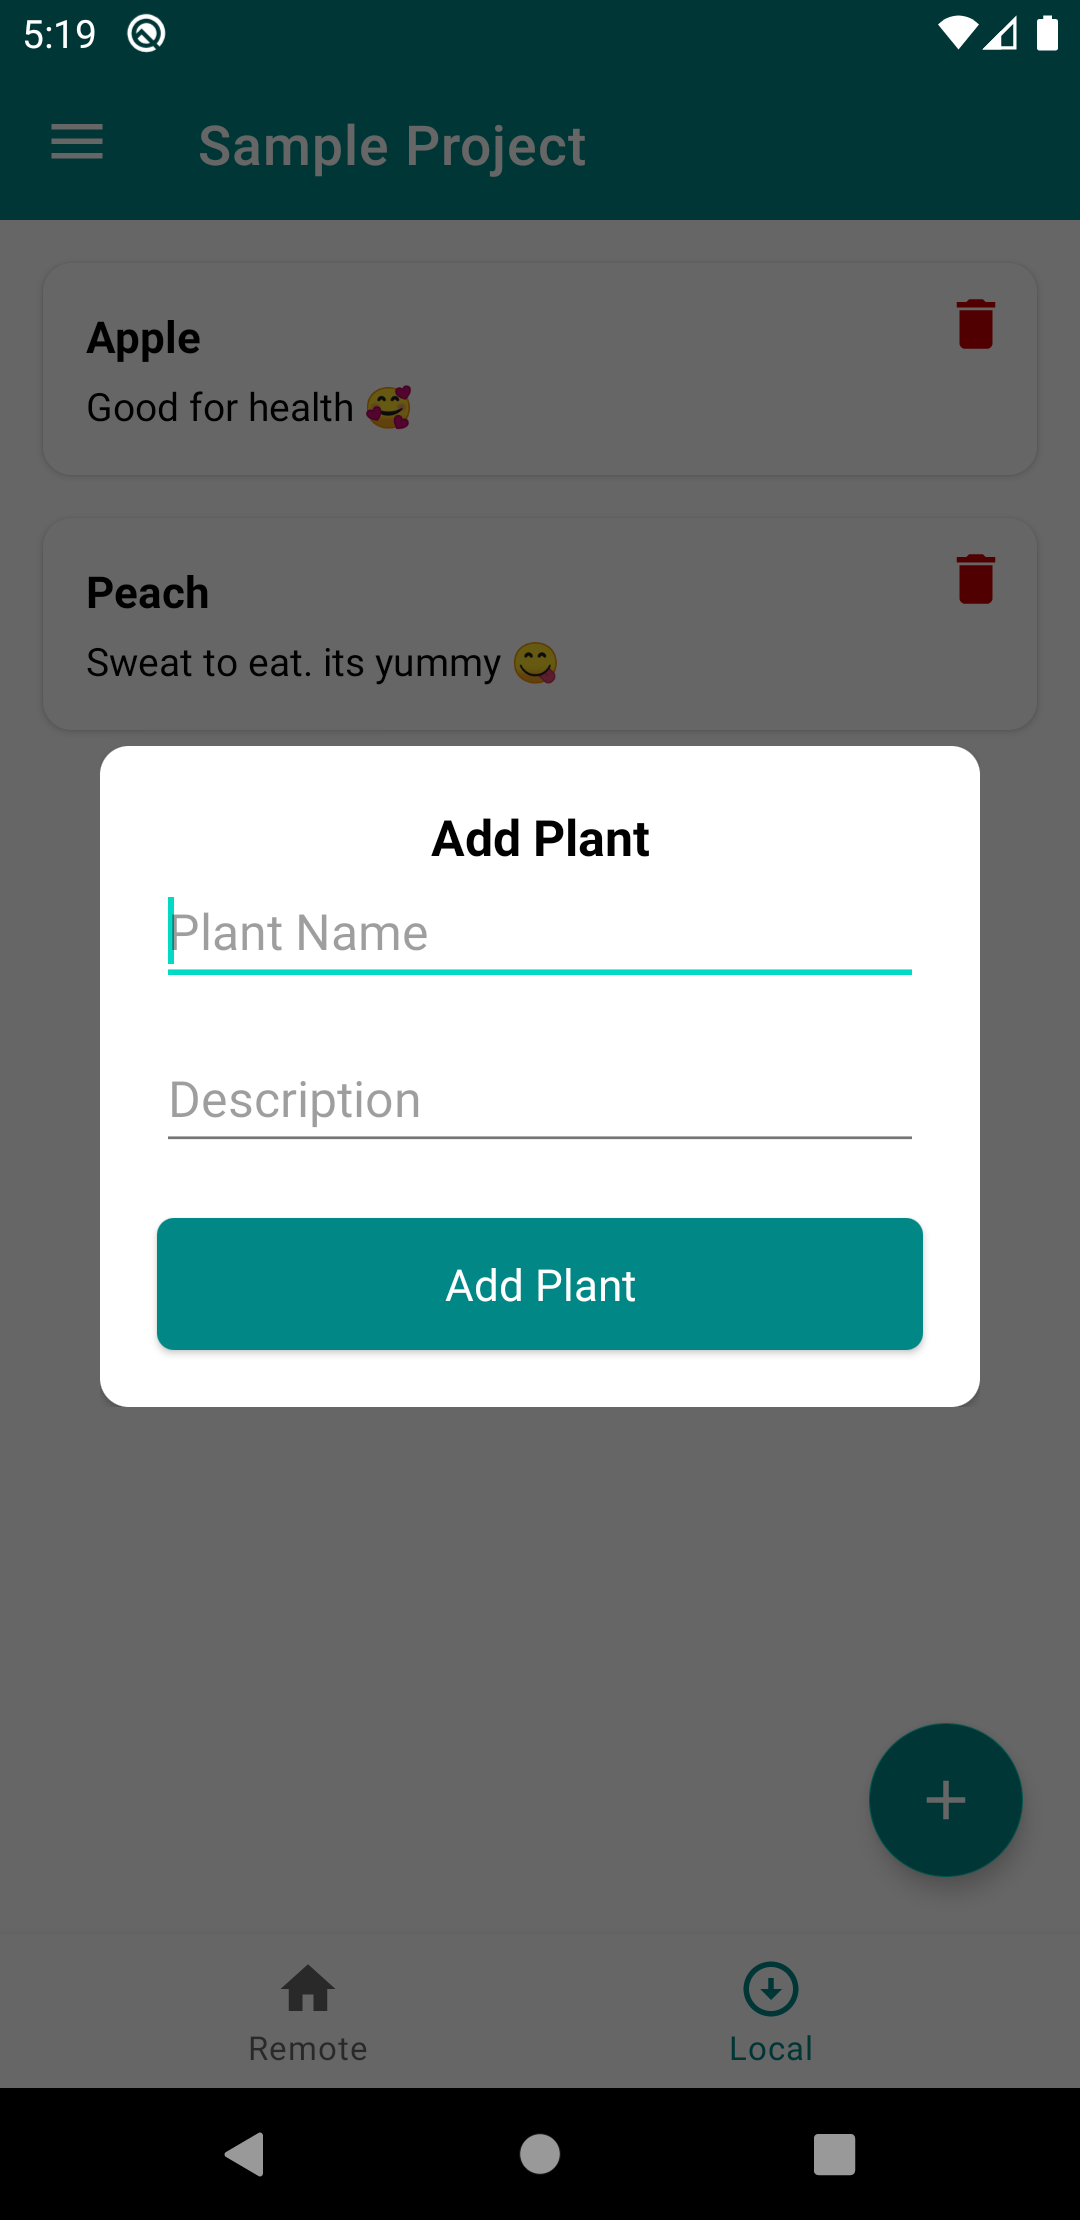 5:19
Sample Project
Apple
Good for health 🥰
Peach
Sweat to eat. its yummy 😋
Add Plant
Plant Name
Description
Add Plant
Remote
Local